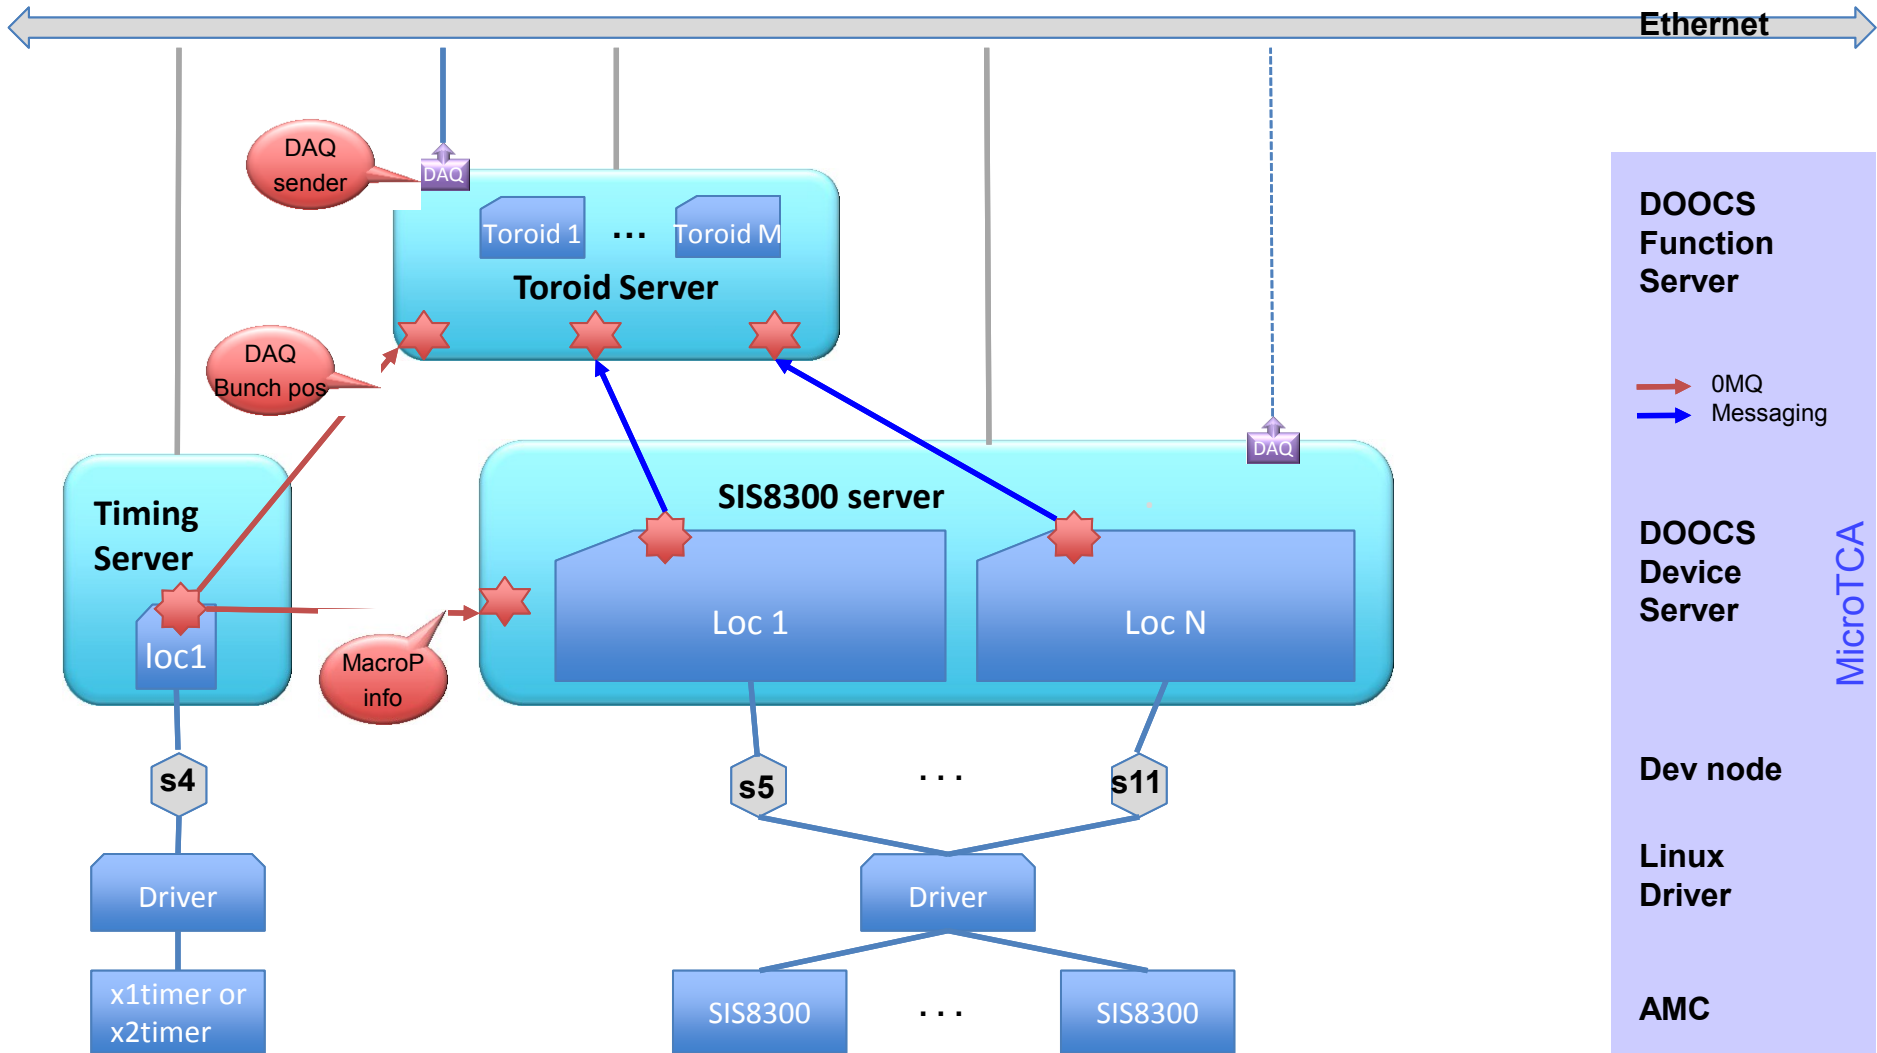 Ethernet
DAQ
sender
DAQ
Toroid 1
...
Toroid M
Toroid Server
DAQ
Bunch pos
DOOCS
Function
Server
0MQ
Messaging
DAQ
Timing
Server
loc1
SIS8300 server
Loc 1
Loc N
MacroP
info
DOOCS
Device
Server
MicroTCA
s4
s5
...
s11
Dev node
Driver
Driver
Linux
Driver
x1timer or
x2timer
SIS8300
...
SIS8300
AMC